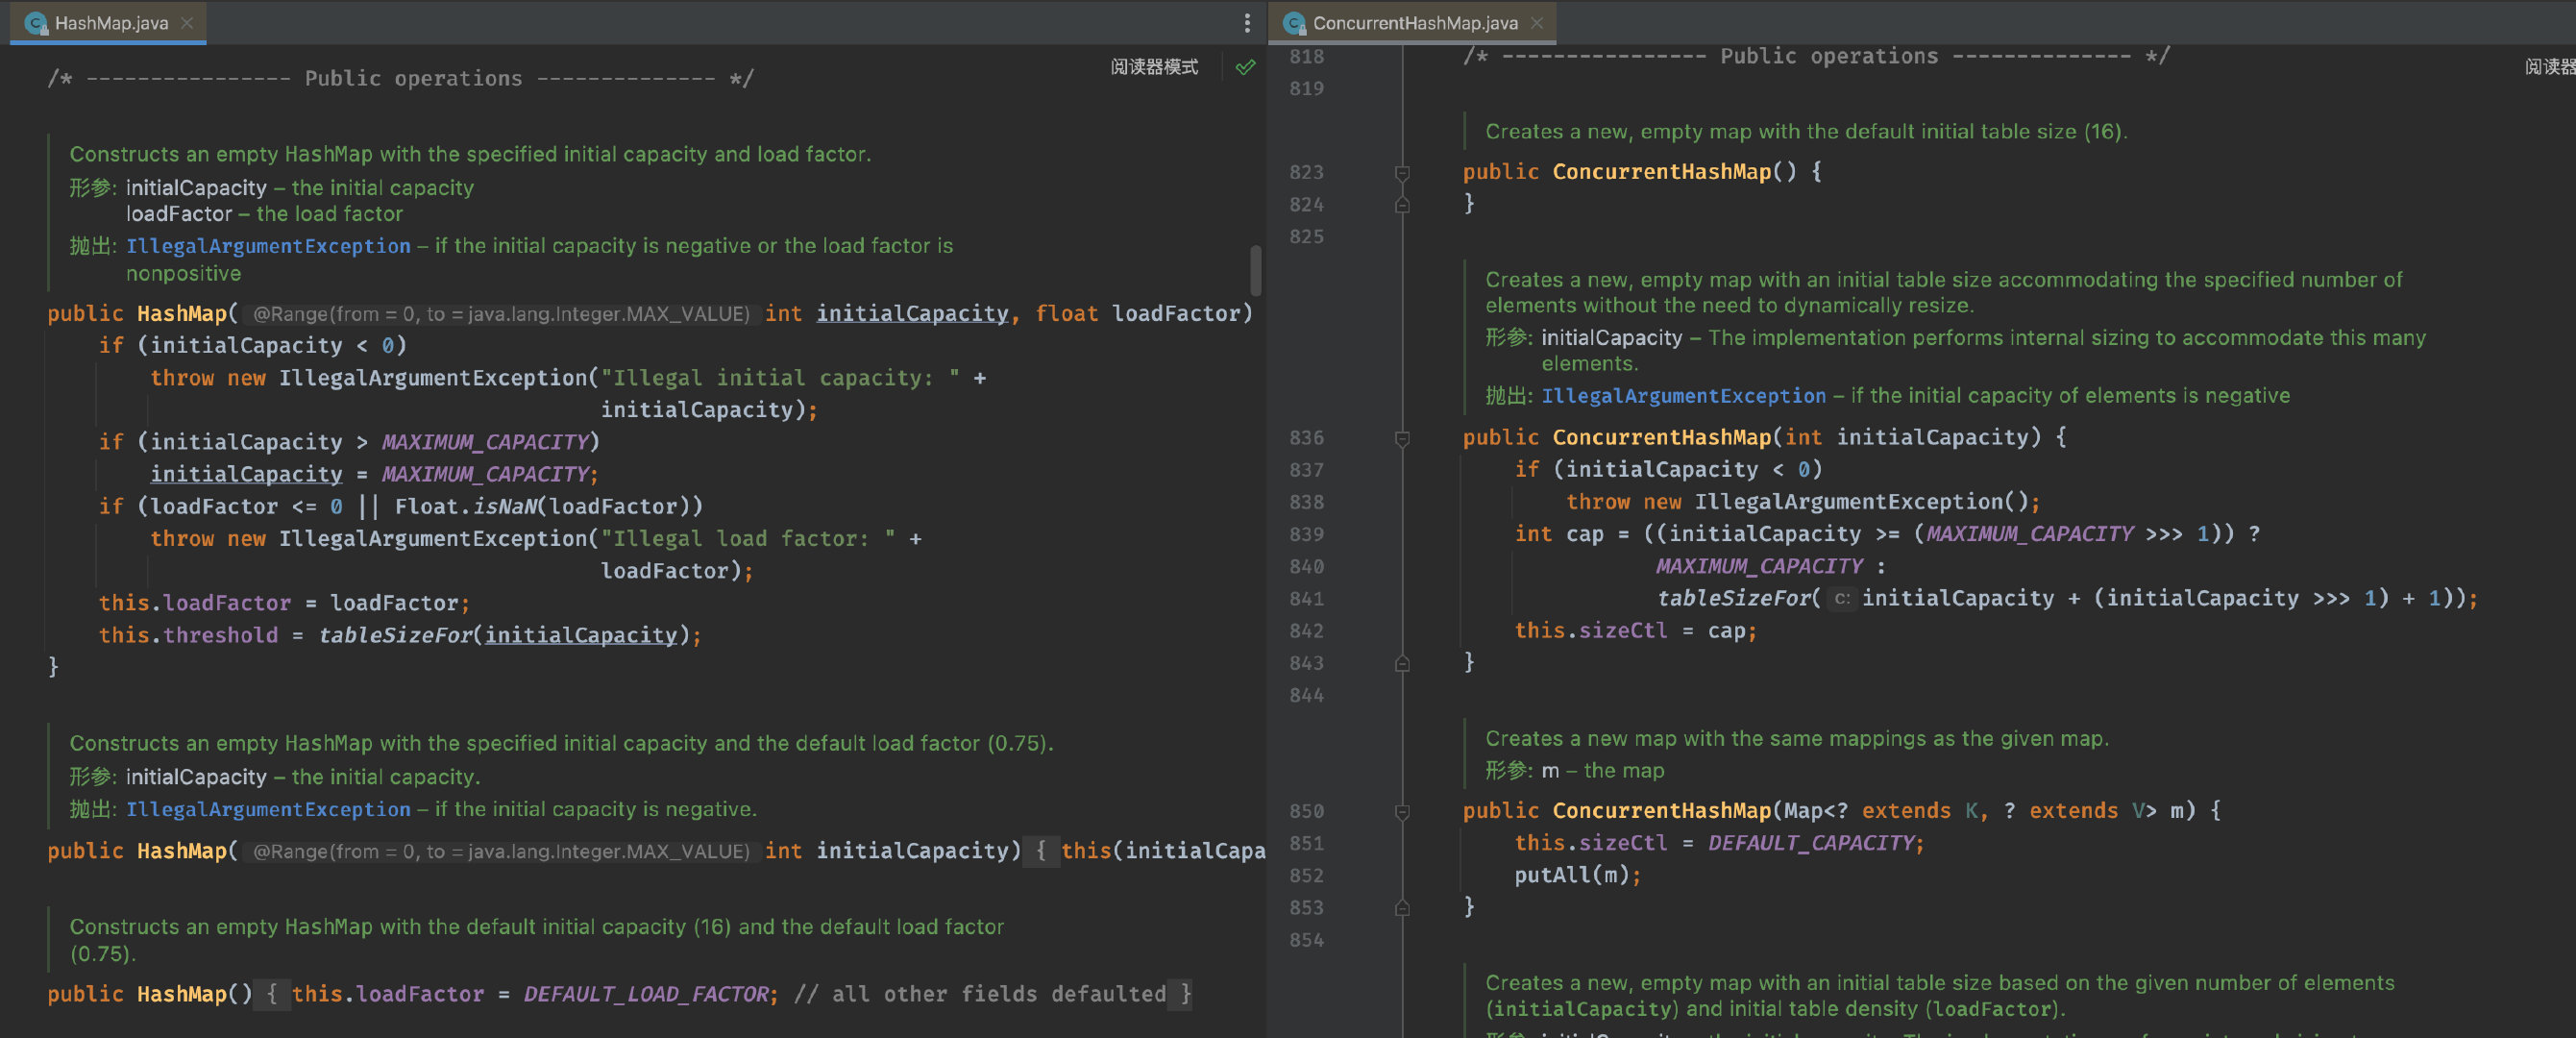 HashMap.java
/* ---------------- Public operations -------------- */
阅读器模式
Constructs an empty HashMap with the specified initial capacity and load factor.
形参: initialCapacity – the initial capacity
loadFactor – the load factor
抛出: IllegalArgumentException – if the initial capacity is negative or the load factor is
nonpositive
public HashMap( @Range(from = 0, to = java.lang.Integer.MAX_VALUE) int initialCapacity, float loadFactor)
if (initialCapacity < 0)
throw new IllegalArgumentException("Illegal initial capacity: " +
initialCapacity);
if (initialCapacity > MAXIMUM_CAPACITY)
initialCapacity = MAXIMUM_CAPACITY;
if (loadFactor <= 0 || Float.isNaN(loadFactor))
throw new IllegalArgumentException("Illegal load factor: " +
loadFactor);
this.loadFactor = loadFactor;
this.threshold = tableSizeFor(initialCapacity);
}
Constructs an empty HashMap with the specified initial capacity and the default load factor (0.75).
形参: initialCapacity – the initial capacity.
抛出: IllegalArgumentException – if the initial capacity is negative.
public HashMap( @Range(from = 0, to = java.lang.Integer.MAX_VALUE) int initialCapacity) { this(initialCapa
Constructs an empty HashMap with the default initial capacity (16) and the default load factor
(0.75).
public HashMap() { this.loadFactor = DEFAULT_LOAD_FACTOR; // all other fields defaulted }
ConcurrentHashMap.java
818 /* ---------------- Public operations -------------- */
阅读器
819
Creates a new, empty map with the default initial table size (16).
823 public ConcurrentHashMap() {
824 }
825
Creates a new, empty map with an initial table size accommodating the specified number of
elements without the need to dynamically resize.
形参: initialCapacity – The implementation performs internal sizing to accommodate this many
elements.
抛出: IllegalArgumentException – if the initial capacity of elements is negative
836 public ConcurrentHashMap(int initialCapacity) {
837 if (initialCapacity < 0)
838 throw new IllegalArgumentException();
839 int cap = ((initialCapacity >= (MAXIMUM_CAPACITY >>> 1)) ?
840 MAXIMUM_CAPACITY :
841 tableSizeFor( c: initialCapacity + (initialCapacity >>> 1) + 1));
842 this.sizeCtl = cap;
843 }
844
Creates a new map with the same mappings as the given map.
形参: m – the map
850 public ConcurrentHashMap(Map<? extends K, ? extends V> m) {
851 this.sizeCtl = DEFAULT_CAPACITY;
852 putAll(m);
853 }
854
Creates a new, empty map with an initial table size based on the given number of elements
(initialCapacity) and initial table density (loadFactor).